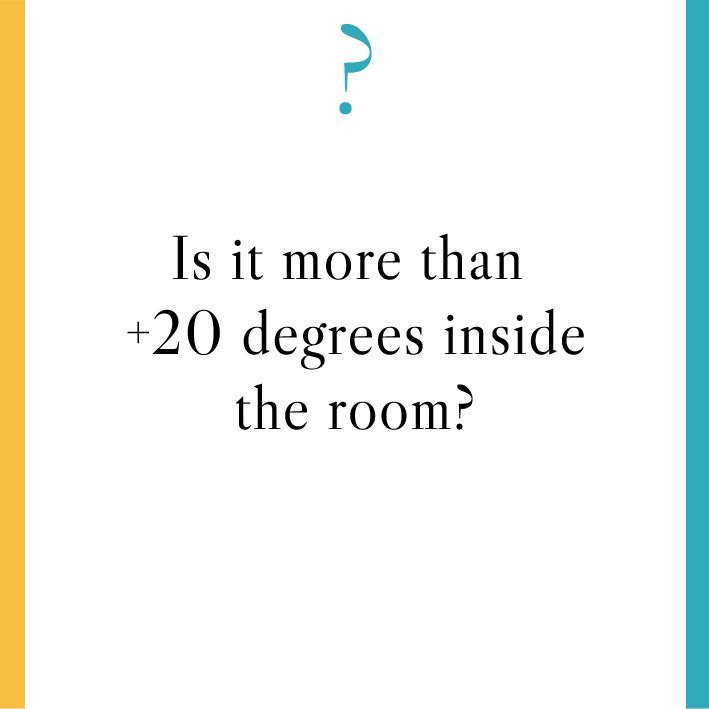 ?
Is it more than
+20 degrees inside
the room?